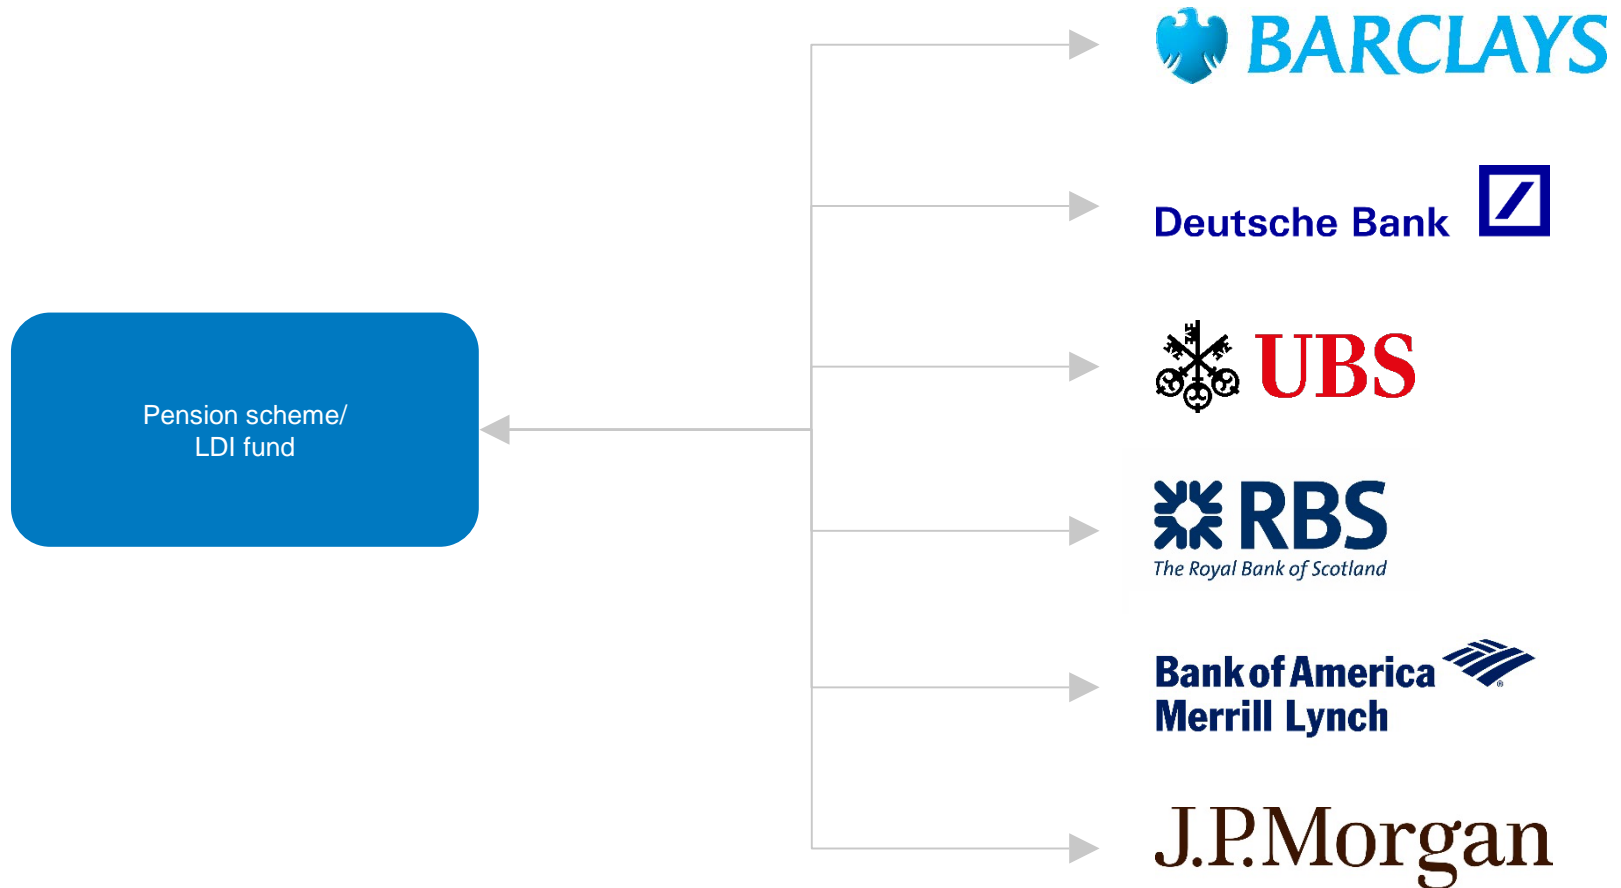 BARCLAYS
Deutsche Bank
UBS
Pension scheme/
LDI fund
RBS
The Royal Bank of Scotland
Bank of America
Merrill Lynch
J.P.Morgan